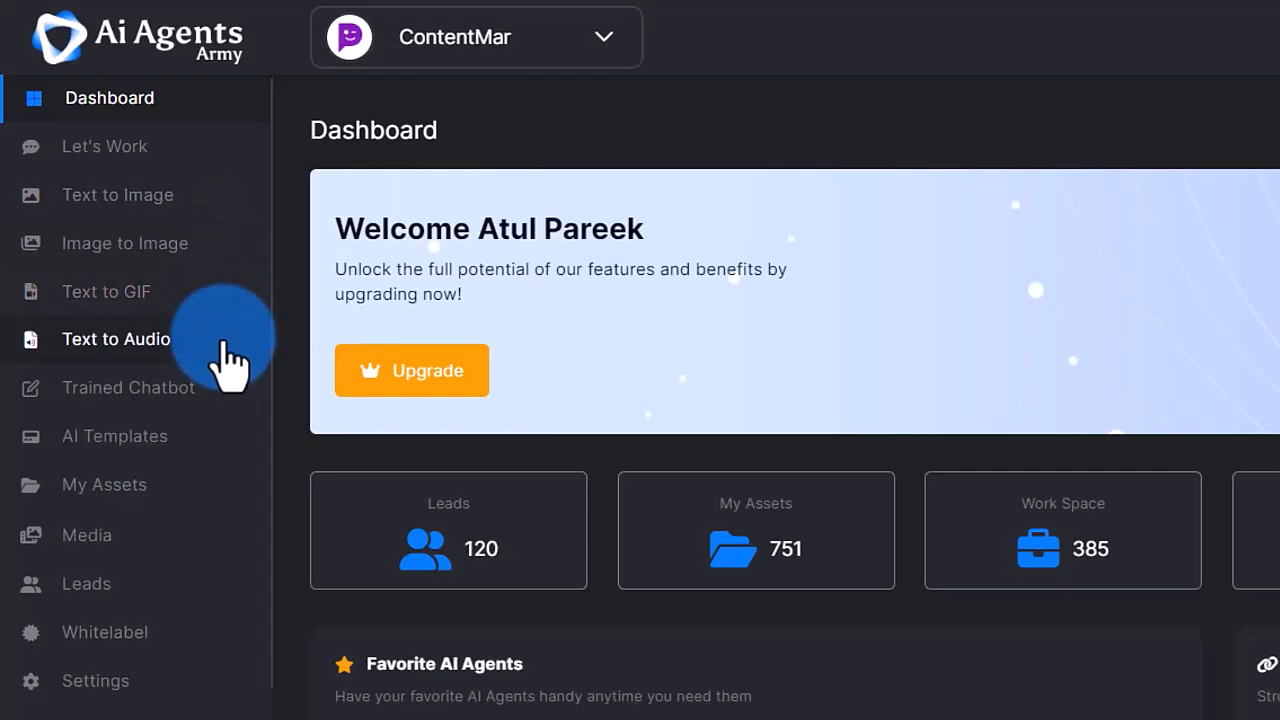 Ai Agents
Army
ContentMar
Dashboard
Let's Work
Text to Image
Image to Image
Text to GIF
Text to Audio
Trained Chatbot
AI Templates
My Assets
Media
Leads
Whitelabel
Settings
Dashboard
Welcome Atul Pareek
Unlock the full potential of our features and benefits by
upgrading now!
Upgrade
Leads
120
My Assets
751
Work Space
385
Favorite AI Agents
Have your favorite AI Agents handy anytime you need them